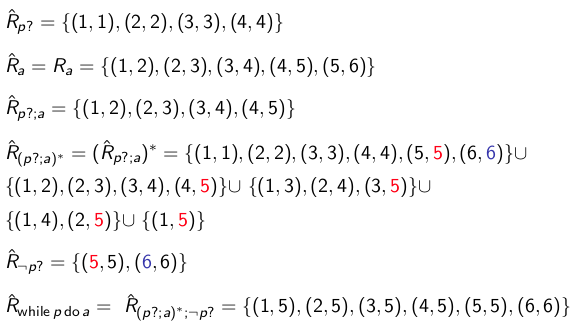 R̂ₚ? = {(1, 1), (2, 2), (3, 3), (4, 4)}
R̂ₐ = Rₐ = {(1, 2), (2, 3), (3, 4), (4, 5), (5, 6)}
R̂ₚ?;ₐ = {(1, 2), (2, 3), (3, 4), (4, 5)}
R̂_(p?;a)* = (R̂ₚ?;ₐ)* = {(1, 1), (2, 2), (3, 3), (4, 4), (5, 5), (6, 6)}∪
{(1, 2), (2, 3), (3, 4), (4, 5)}∪ {(1, 3), (2, 4), (3, 5)}∪
{(1, 4), (2, 5)}∪ {(1, 5)}
R̂_¬p? = {(5, 5), (6, 6)}
R̂_while p do a = R̂_(p?;a)*;¬p? = {(1, 5), (2, 5), (3, 5), (4, 5), (5, 5), (6, 6)}